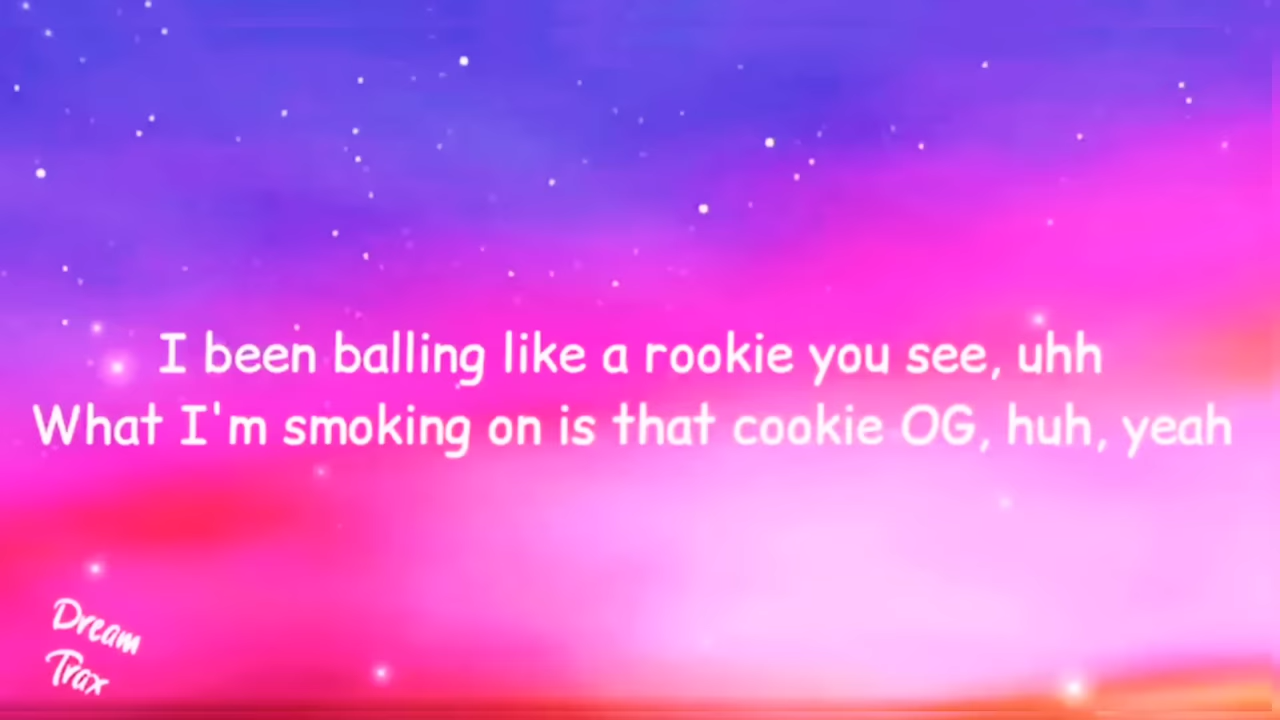 I been balling like a rookie you see, uhh
What I'm smoking on is that cookie OG, huh, yeah
Dream
Trax